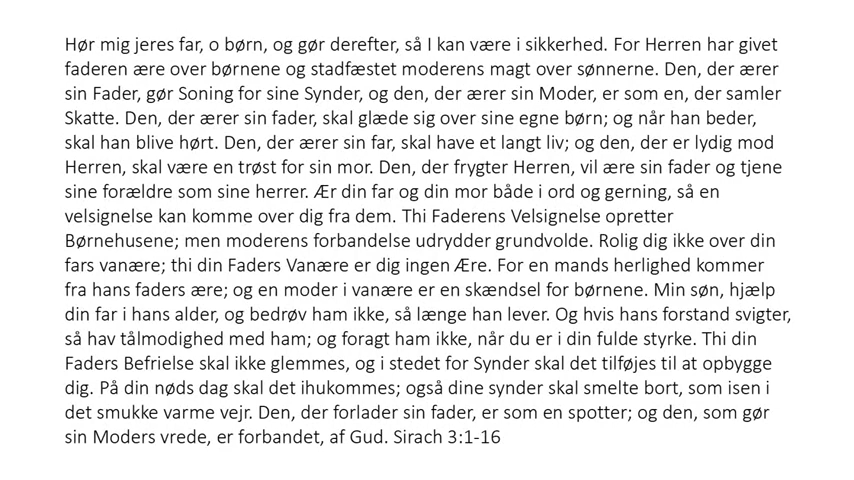 Hør mig jeres far, o børn, og gør derefter, så I kan være i sikkerhed. For Herren har givet
faderen ære over børnene og stadfæstet moderens magt over sønnerne. Den, der ærer
sin Fader, gør Soning for sine Synder, og den, der ærer sin Moder, er som en, der samler
Skatte. Den, der ærer sin fader, skal glæde sig over sine egne børn; og når han beder,
skal han blive hørt. Den, der ærer sin far, skal have et langt liv; og den, der er lydig mod
Herren, skal være en trøst for sin mor. Den, der frygter Herren, vil ære sin fader og tjene
sine forældre som sine herrer. Ær din far og din mor både i ord og gerning, så en
velsignelse kan komme over dig fra dem. Thi Faderens Velsignelse opretter
Børnehusene; men moderens forbandelse udrydder grundvolde. Rolig dig ikke over din
fars vanære; thi din Faders Vanære er dig ingen Ære. For en mands herlighed kommer
fra hans faders ære; og en moder i vanære er en skændsel for børnene. Min søn, hjælp
din far i hans alder, og bedrøv ham ikke, så længe han lever. Og hvis hans forstand svigter,
så hav tålmodighed med ham; og foragt ham ikke, når du er i din fulde styrke. Thi din
Faders Befrielse skal ikke glemmes, og i stedet for Synder skal det tilføjes til at opbygge
dig. På din nøds dag skal det ihukommes; også dine synder skal smelte bort, som isen i
det smukke varme vejr. Den, der forlader sin fader, er som en spotter; og den, som gør
sin Moders vrede, er forbandet, af Gud. Sirach 3:1-16